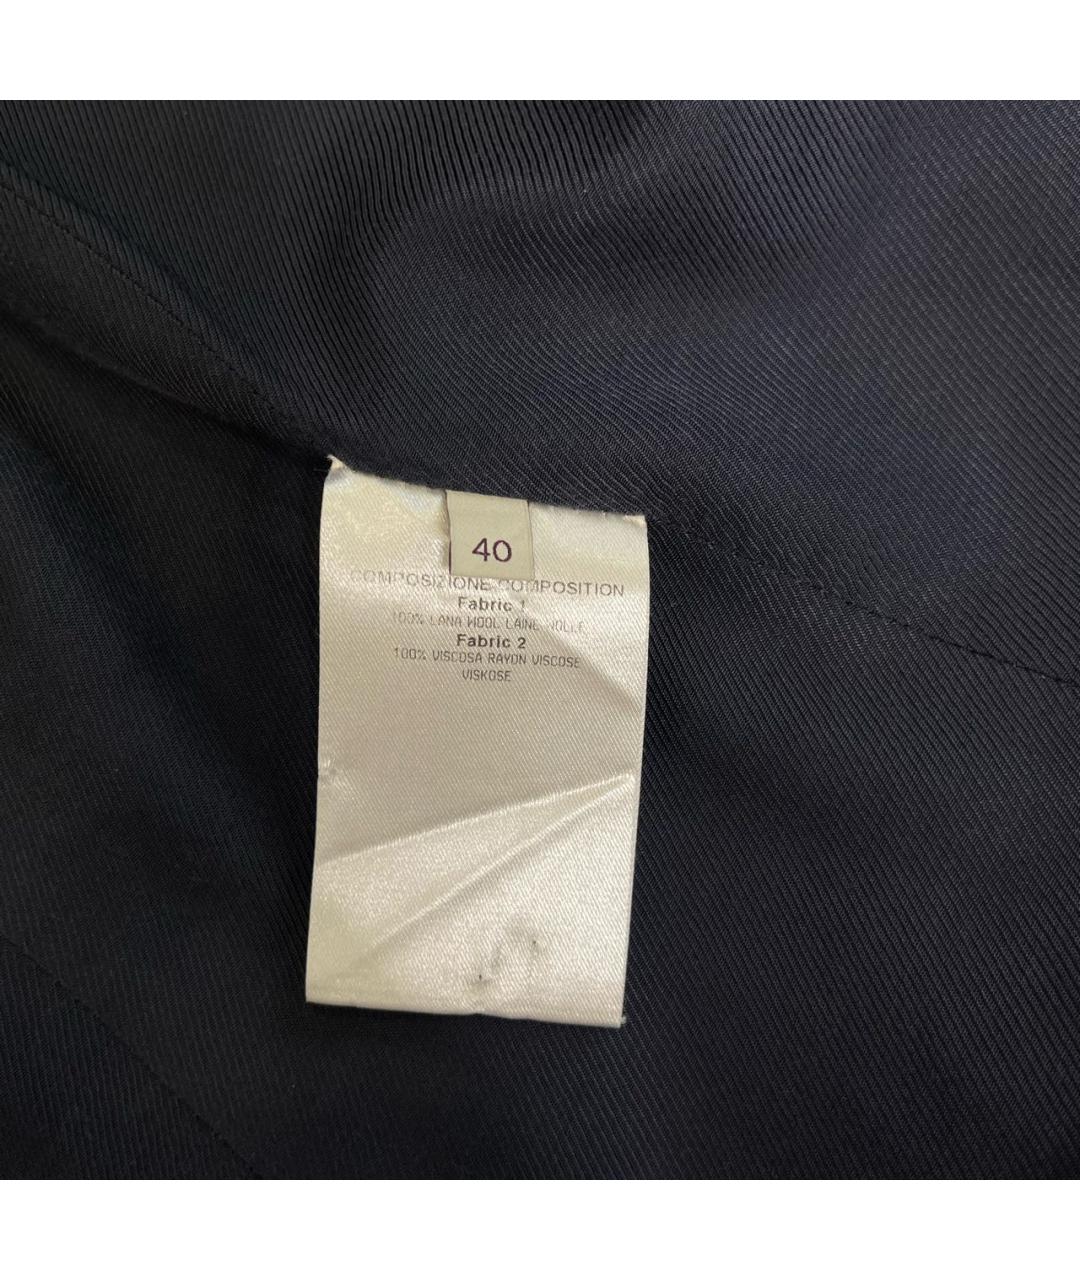 40
COMPOSIZIONE COMPOSITION
Fabric 1
100% LANA WOOL LAINE WOLLE
Fabric 2
100% VISCOSA RAYON VISCOSE
VISKOSE